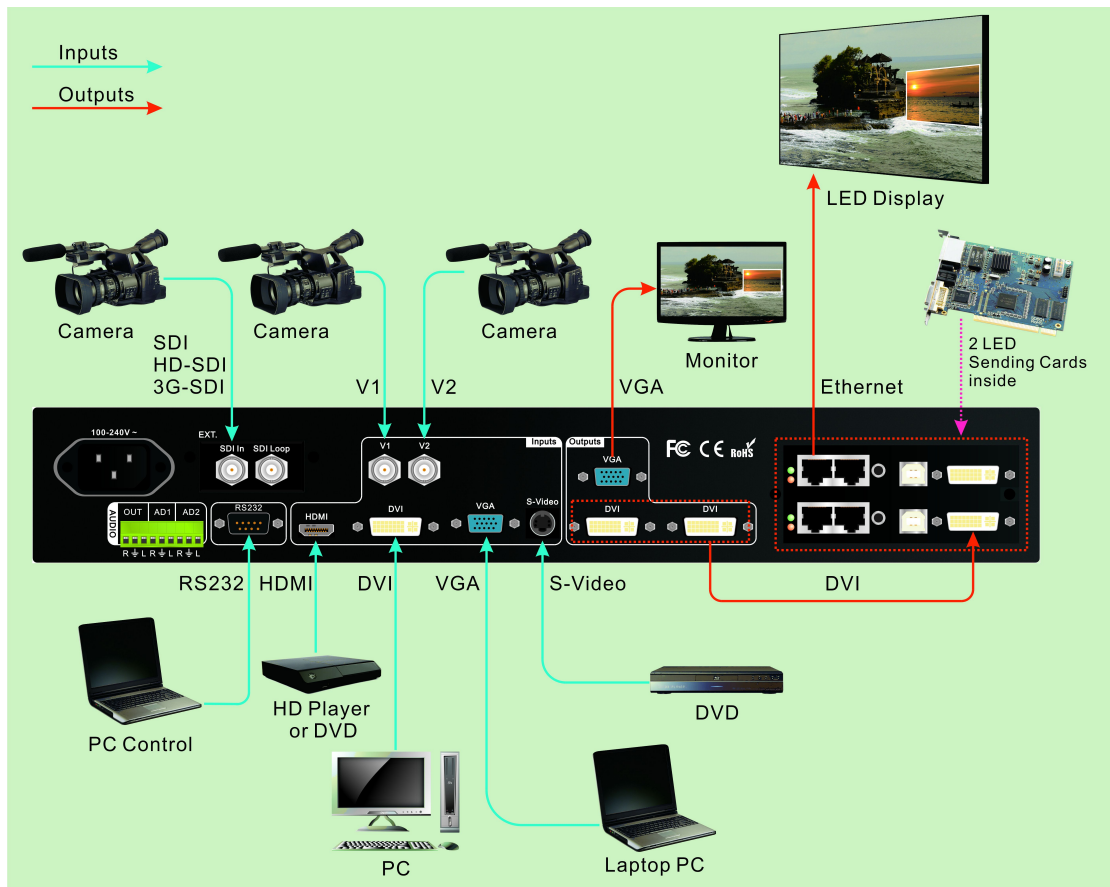 Inputs
Outputs
LED Display
Camera
Camera
Camera
Monitor
2 LED
Sending Cards
inside
SDI
HD-SDI
3G-SDI
V1
V2
VGA
Ethernet
100-240V ~
EXT.
SDI In
SDI Loop
V1
V2
Inputs
Outputs
VGA
FC CE RoHS
AUDIO
OUT
AD1
AD2
R L R L R L
RS232
HDMI
DVI
VGA
S-Video
DVI
DVI
RS232
HDMI
DVI
VGA
S-Video
DVI
PC Control
HD Player
or DVD
DVD
PC
Laptop PC